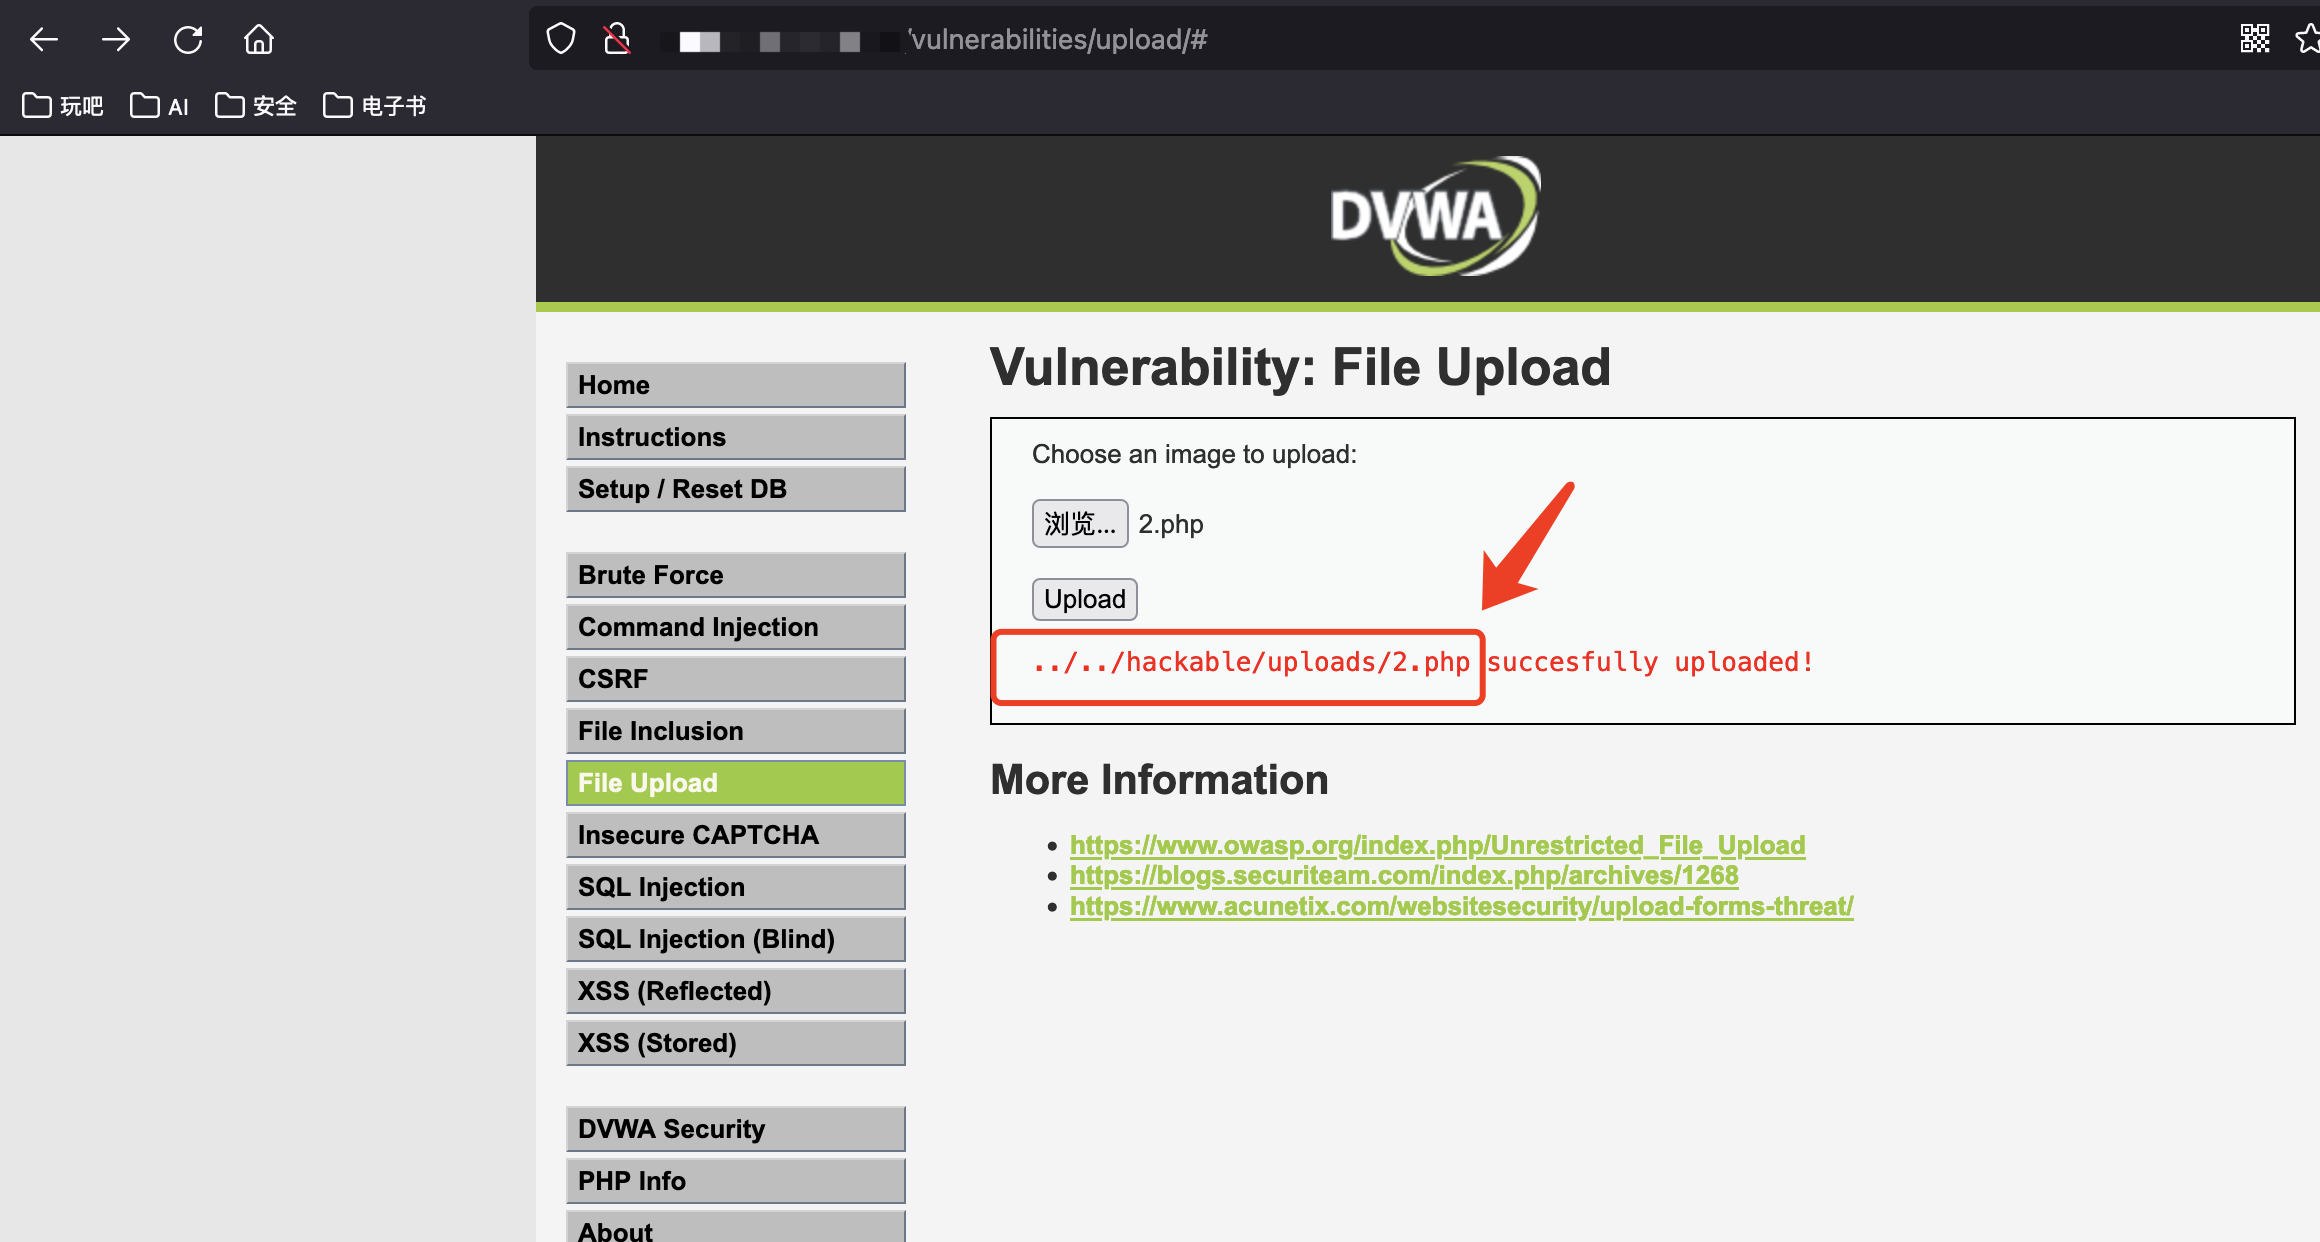 /vulnerabilities/upload/#
玩吧 AI 安全 电子书
DVWA
Home
Instructions
Setup / Reset DB
Brute Force
Command Injection
CSRF
File Inclusion
File Upload
Insecure CAPTCHA
SQL Injection
SQL Injection (Blind)
XSS (Reflected)
XSS (Stored)
DVWA Security
PHP Info
About
Vulnerability: File Upload
Choose an image to upload:
浏览... 2.php
Upload
../../hackable/uploads/2.php succesfully uploaded!
More Information
https://www.owasp.org/index.php/Unrestricted_File_Upload
https://blogs.securiteam.com/index.php/archives/1268
https://www.acunetix.com/websitesecurity/upload-forms-threat/